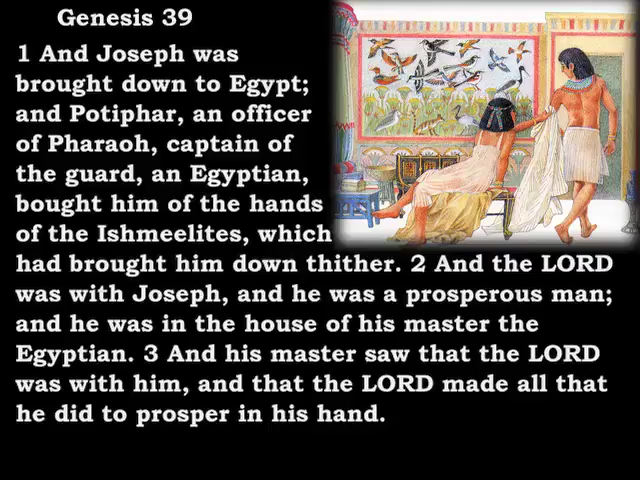 Genesis 39
1 And Joseph was
brought down to Egypt;
and Potiphar, an officer
of Pharaoh, captain of
the guard, an Egyptian,
bought him of the hands
of the Ishmeelites, which
had brought him down thither. 2 And the LORD
was with Joseph, and he was a prosperous man;
and he was in the house of his master the
Egyptian. 3 And his master saw that the LORD
was with him, and that the LORD made all that
he did to prosper in his hand.